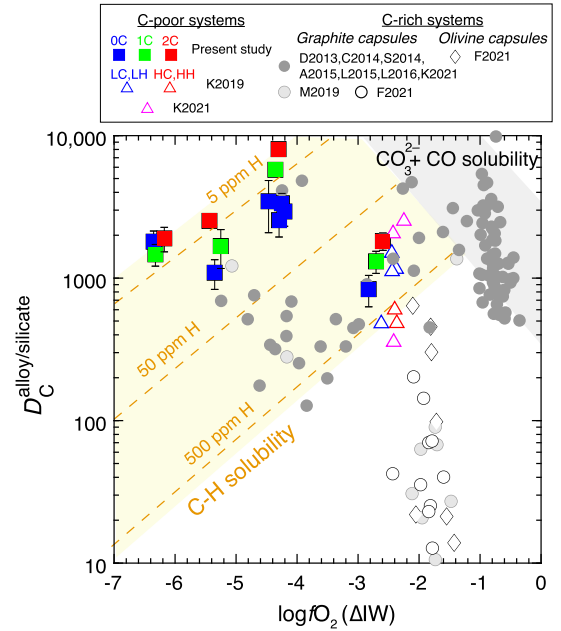 C-poor systems
C-rich systems
0C 1C 2C
Present study
Graphite capsules Olivine capsules
D2013,C2014,S2014,
A2015,L2015,L2016,K2021
F2021
LC,LH HC,HH
K2019
M2019 F2021
K2021
10,000
1000
100
10
CO₃²⁻+ CO solubility
5 ppm H
50 ppm H
500 ppm H
C-H solubility
D_C^alloy/silicate
-7 -6 -5 -4 -3 -2 -1 0
logfO₂ (ΔIW)